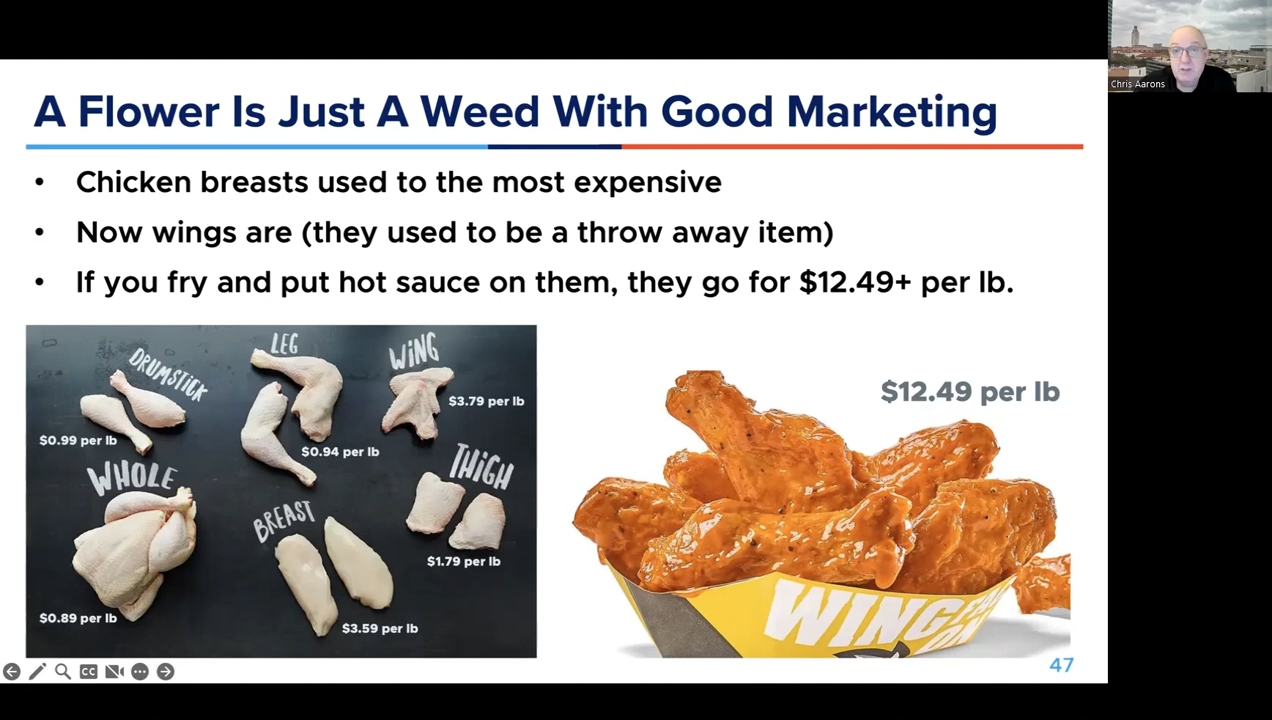 Chris Aarons
A Flower Is Just A Weed With Good Marketing
• Chicken breasts used to the most expensive
• Now wings are (they used to be a throw away item)
• If you fry and put hot sauce on them, they go for $12.49+ per lb.
DRUMSTICK
$0.99 per lb
LEG
$0.94 per lb
WING
$3.79 per lb
WHOLE
$0.89 per lb
BREAST
$3.59 per lb
THIGH
$1.79 per lb
$12.49 per lb
WING
ON
CC
47